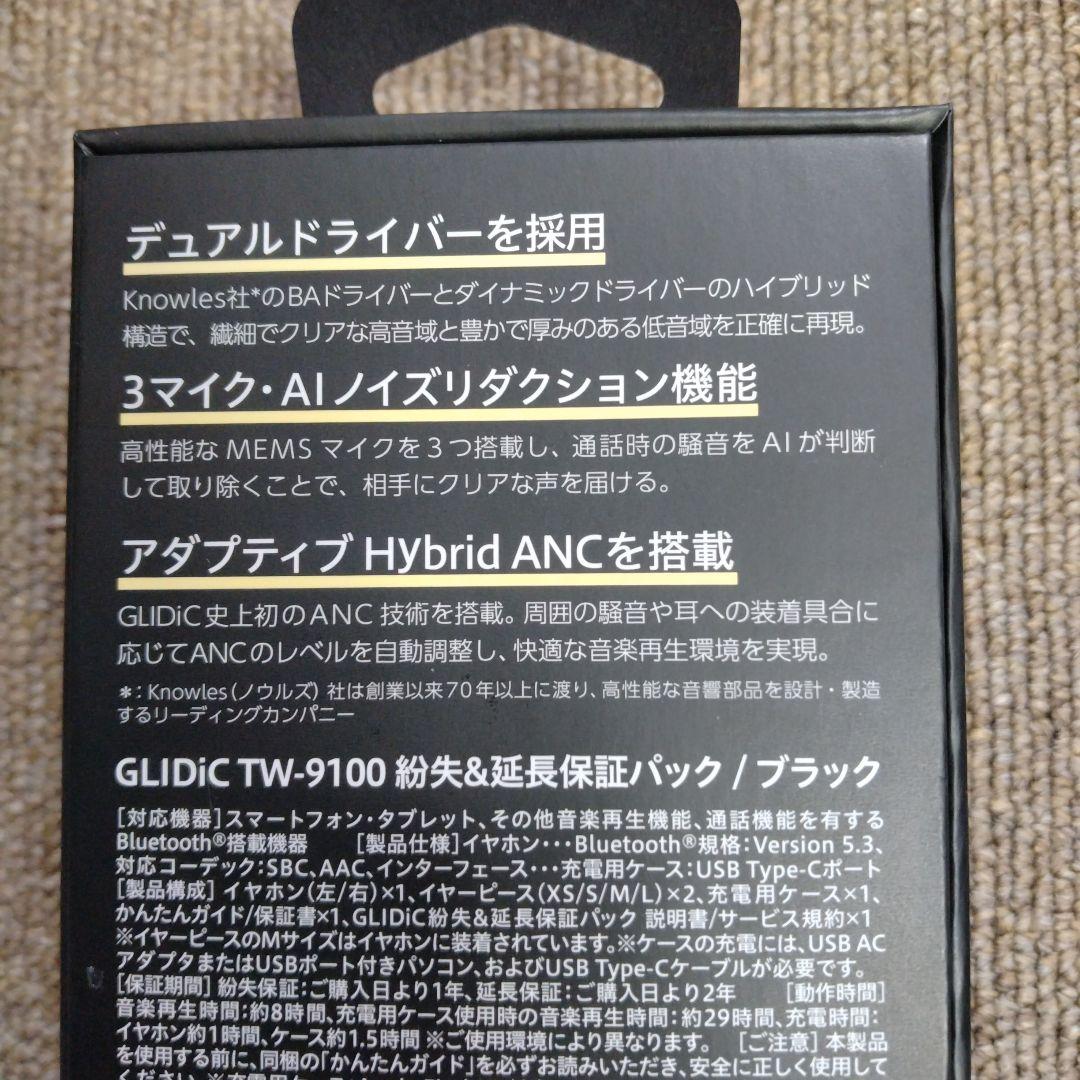 デュアルドライバーを採用
Knowles社*のBAドライバーとダイナミックドライバーのハイブリッド
構造で、繊細でクリアな高音域と豊かで厚みのある低音域を正確に再現。
3マイク・AIノイズリダクション機能
高性能な MEMS マイクを3つ搭載し、通話時の騒音を AI が判断
して取り除くことで、相手にクリアな声を届ける。
アダプティブ Hybrid ANCを搭載
GLIDiC 史上初の ANC 技術を搭載。周囲の騒音や耳への装着具合に
応じてANCのレベルを自動調整し、快適な音楽再生環境を実現。
*：Knowles（ノウルズ）社は創業以来70年以上に渡り、高性能な音響部品を設計・製造
するリーディングカンパニー
GLIDiC TW-9100 紛失&延長保証パック / ブラック
[対応機器]スマートフォン・タブレット、その他音楽再生機能、通話機能を有する
Bluetooth®搭載機器　[製品仕様]イヤホン・・・Bluetooth®規格：Version 5.3、
対応コーデック：SBC、AAC、インターフェース・・・充電用ケース：USB Type-Cポート
[製品構成] イヤホン(左/右)×1、イヤーピース(XS/S/M/L)×2、充電用ケース×1、
かんたんガイド/保証書×1、GLIDiC紛失&延長保証パック 説明書/サービス規約×1
※イヤーピースのMサイズはイヤホンに装着されています。※ケースの充電には、USB AC
アダプタまたはUSBポート付きパソコン、およびUSB Type-Cケーブルが必要です。
[保証期間] 紛失保証：ご購入日より1年、延長保証：ご購入日より2年　[動作時間]
音楽再生時間：約8時間、充電用ケース使用時の音楽再生時間：約29時間、充電時間：
イヤホン約1時間、ケース約1.5時間 ※ご使用環境により異なります。　[ご注意] 本製品
を使用する前に、同梱の「かんたんガイド」を必ずお読みいただき、安全に正しく使用して